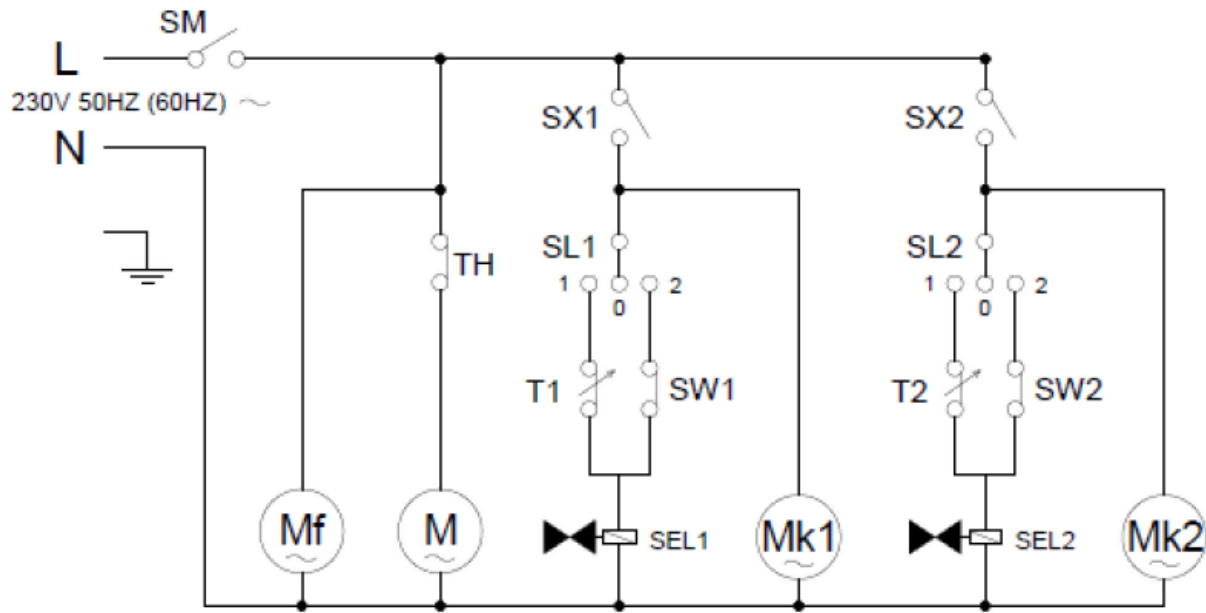 SM
L
230V 50HZ (60HZ) ~
N
SX1
SX2
TH
SL1
1
0
2
SL2
1
0
2
T1
SW1
T2
SW2
Mf
M
SEL1
Mk1
SEL2
Mk2